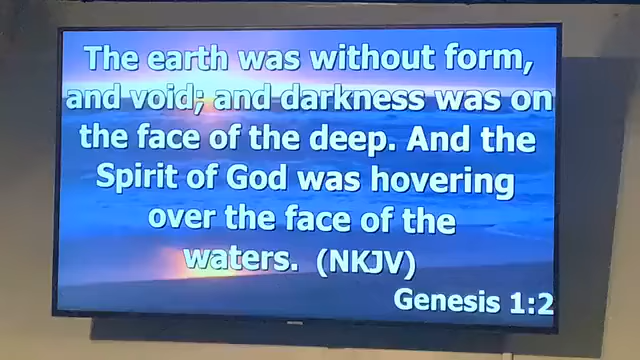 The earth was without form,
and void; and darkness was on
the face of the deep. And the
Spirit of God was hovering
over the face of the
waters. (NKJV)
Genesis 1:2